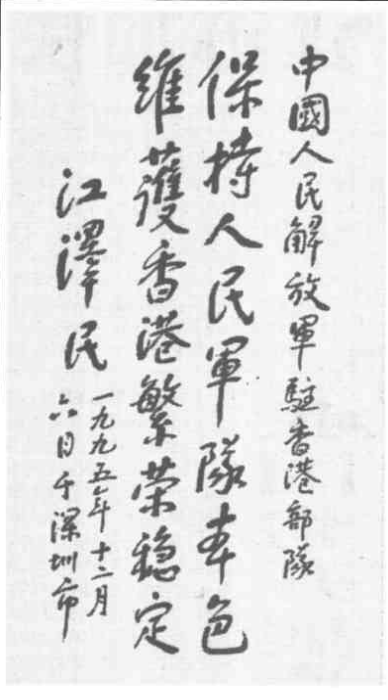 中國人民解放軍駐香港部隊
保持人民軍隊本色
維護香港繁荣稳定
江澤民
一九九五年十二月
六日于深圳市